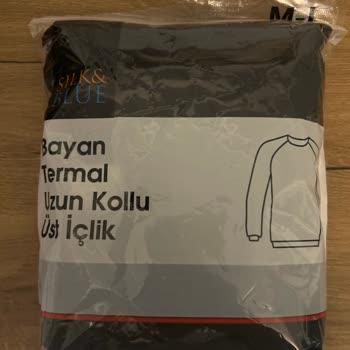 M-L
SILK&
BLUE
Bayan
Termal
Uzun Kollu
Üst İçlik